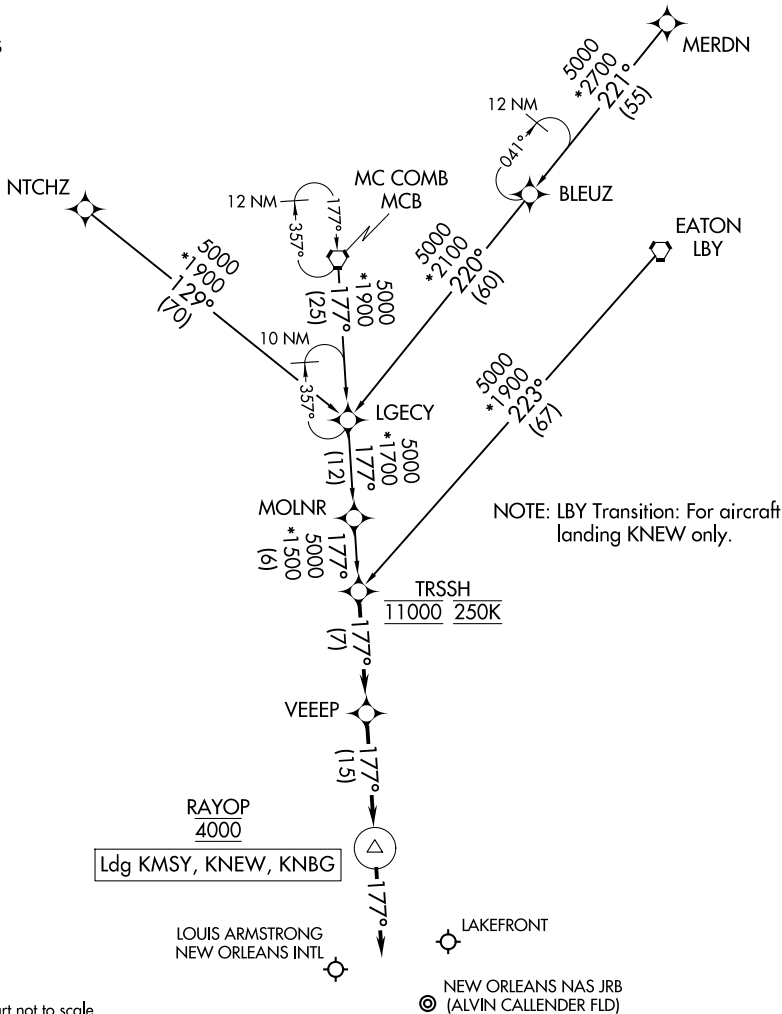 MERDN
5000
*2700
221°
(55)
12 NM
041°
BLEUZ
MC COMB
MCB
12 NM
177°
357°
NTCHZ
EATON
LBY
5000
*1900
129°
(70)
5000
*1900
177°
(25)
5000
*2100
220°
(60)
10 NM
357°
LGECY
5000
*1900
223°
(67)
5000
*1700
177°
(12)
NOTE: LBY Transition: For aircraft
landing KNEW only.
MOLNR
177°
5000
*1500
(6)
TRSSH
11000 250K
177°
(7)
VEEEP
177°
(15)
RAYOP
4000
Ldg KMSY, KNEW, KNBG
177°
LOUIS ARMSTRONG
NEW ORLEANS INTL
LAKEFRONT
NEW ORLEANS NAS JRB
(ALVIN CALLENDER FLD)
not to scale